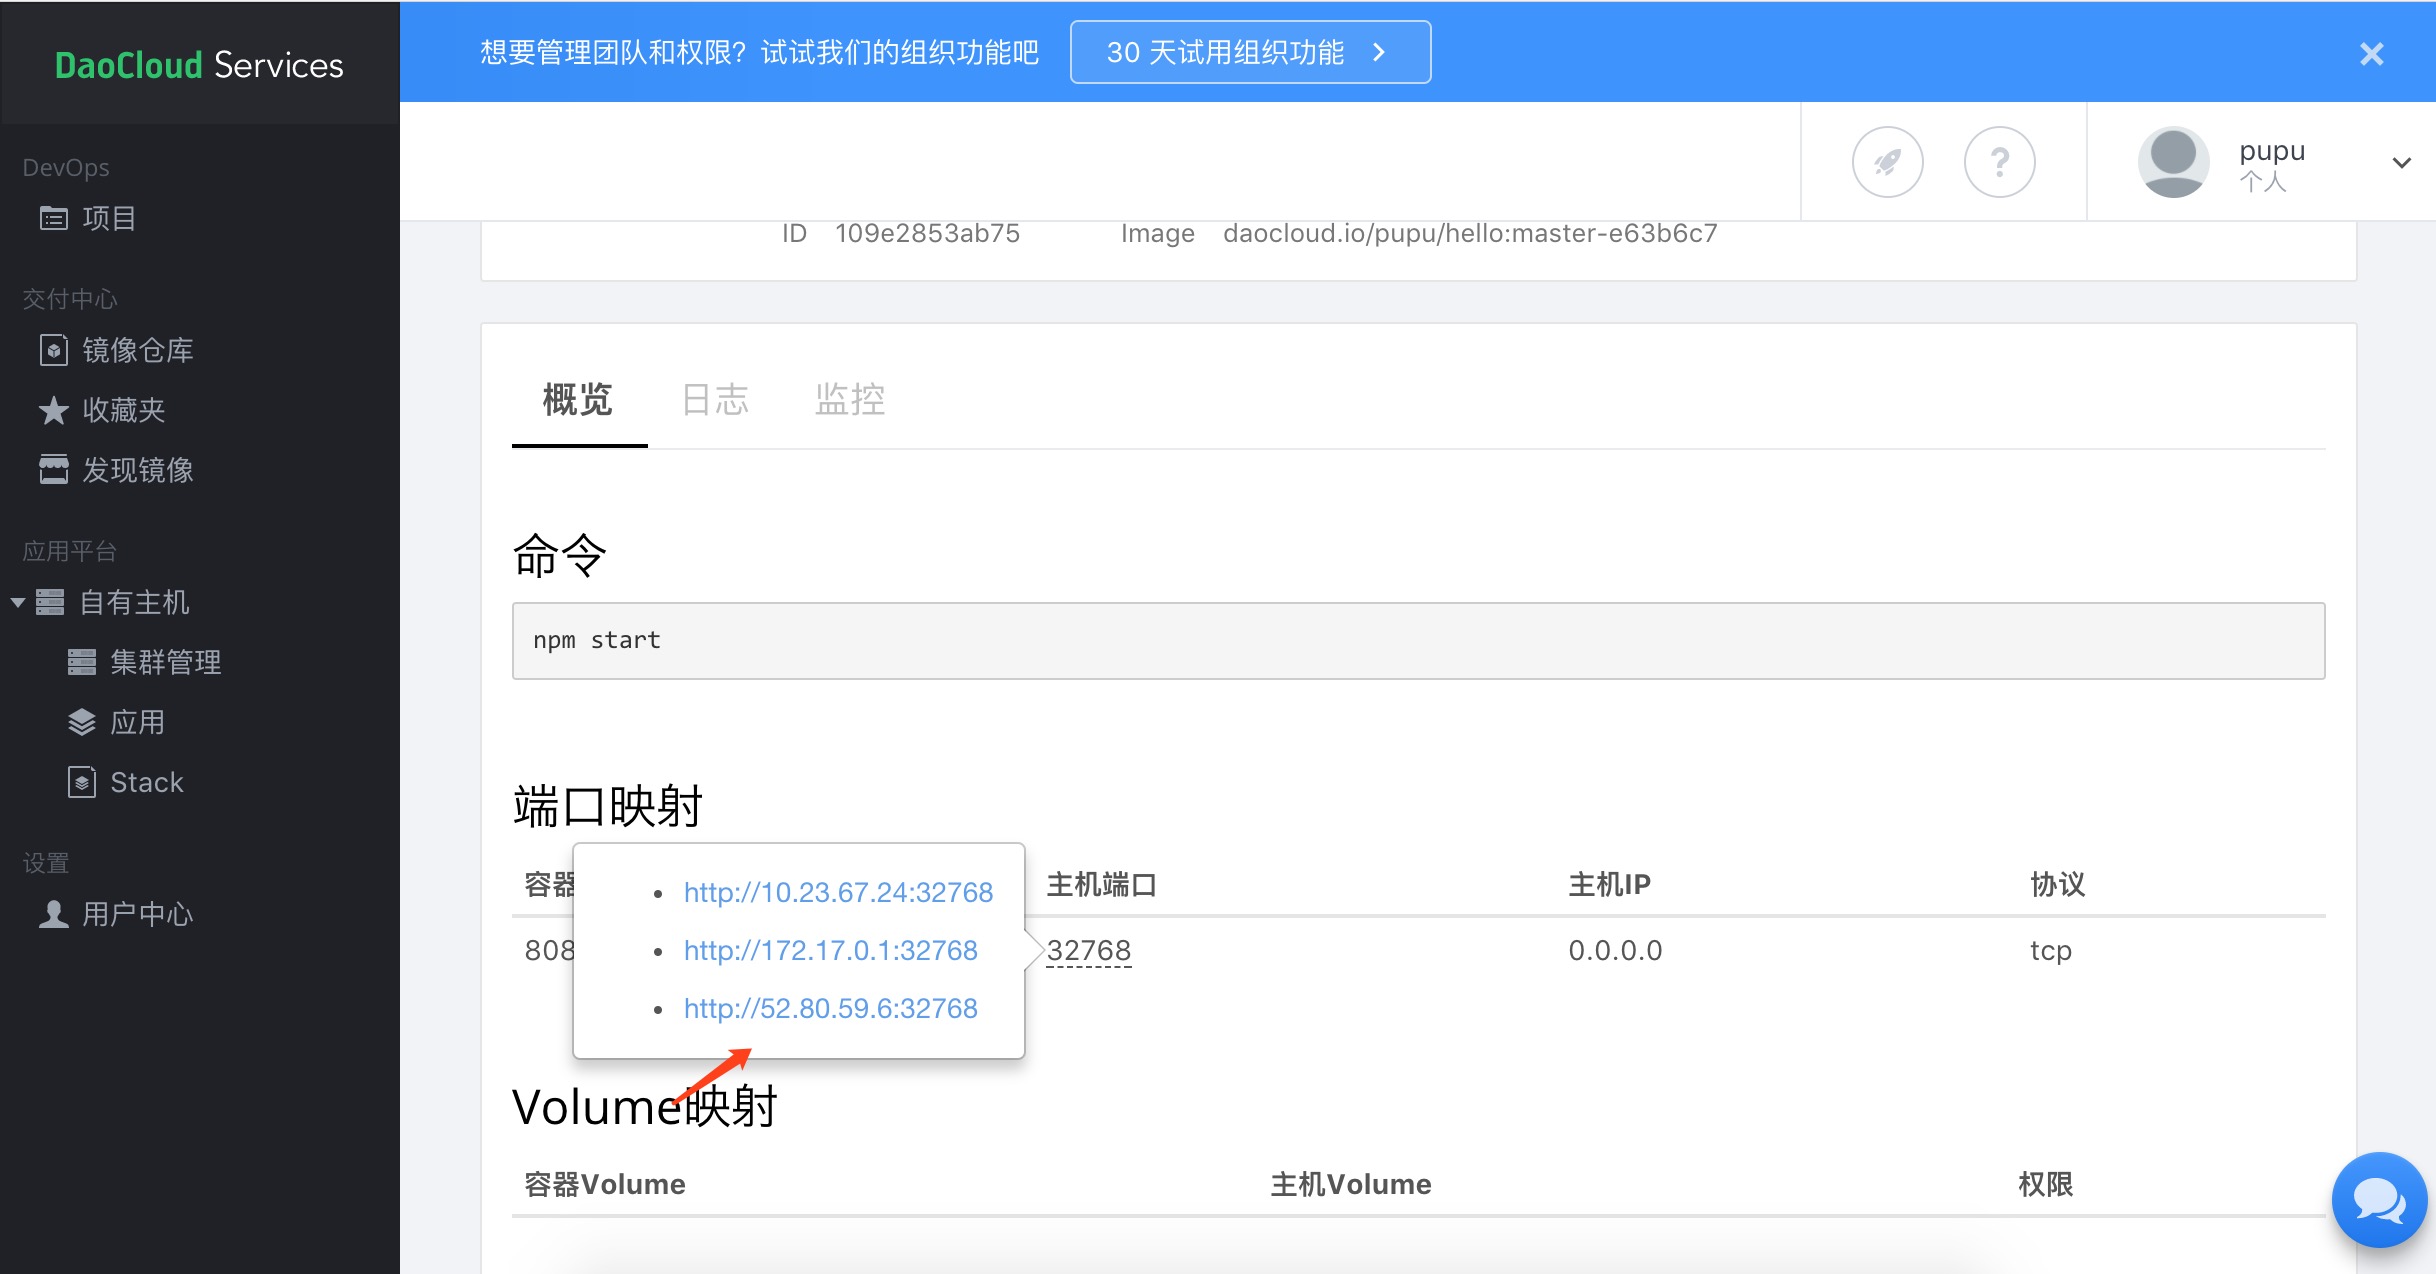 DaoCloud Services
想要管理团队和权限？试试我们的组织功能吧
30 天试用组织功能
pupu
个人
DevOps
项目
交付中心
镜像仓库
收藏夹
发现镜像
应用平台
自有主机
集群管理
应用
Stack
设置
用户中心
ID 109e2853ab75 Image daocloud.io/pupu/hello:master-e63b6c7
概览 日志 监控
命令
npm start
端口映射
容器 主机端口 主机IP 协议
808 32768 0.0.0.0 tcp
http://10.23.67.24:32768
http://172.17.0.1:32768
http://52.80.59.6:32768
Volume映射
容器Volume 主机Volume 权限